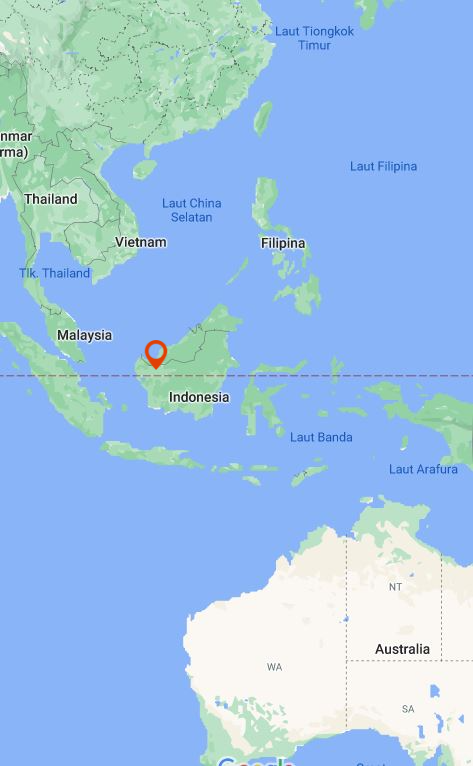 Laut Tiongkok
Timur
nmar
rma)
Laut Filipina
Thailand
Laut China
Selatan
Vietnam
Filipina
Tlk. Thailand
Malaysia
Indonesia
Laut Banda
Laut Arafura
NT
Australia
WA
SA
Google